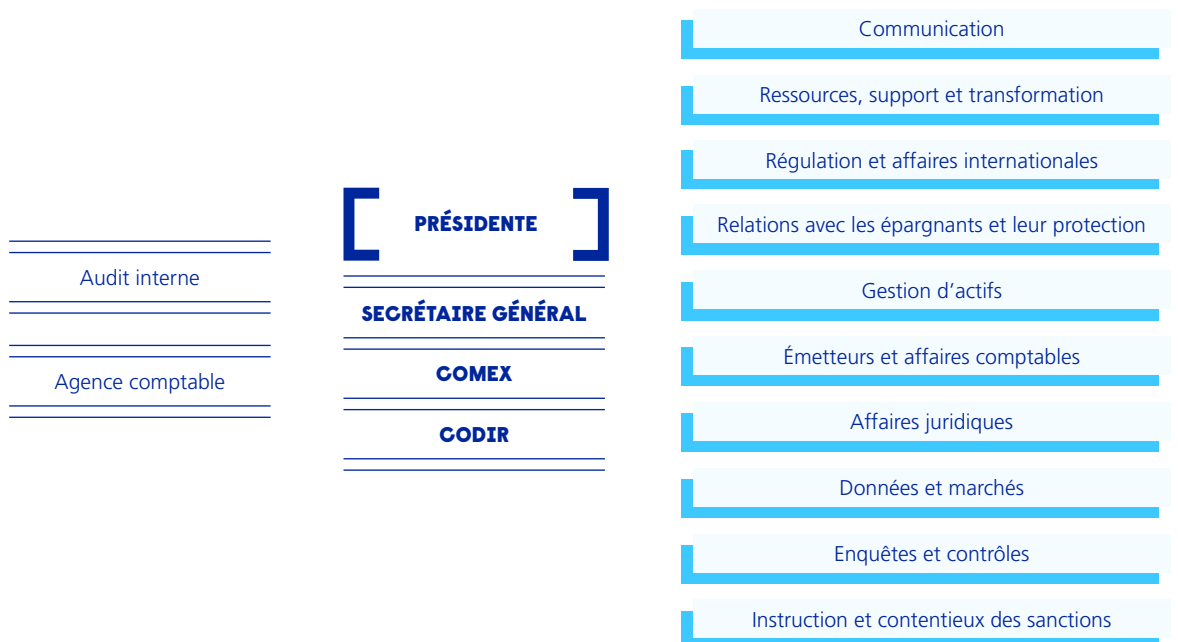 Audit interne
Agence comptable
PRÉSIDENTE
SECRÉTAIRE GÉNÉRAL
COMEX
CODIR
Communication
Ressources, support et transformation
Régulation et affaires internationales
Relations avec les épargnants et leur protection
Gestion d’actifs
Émetteurs et affaires comptables
Affaires juridiques
Données et marchés
Enquêtes et contrôles
Instruction et contentieux des sanctions